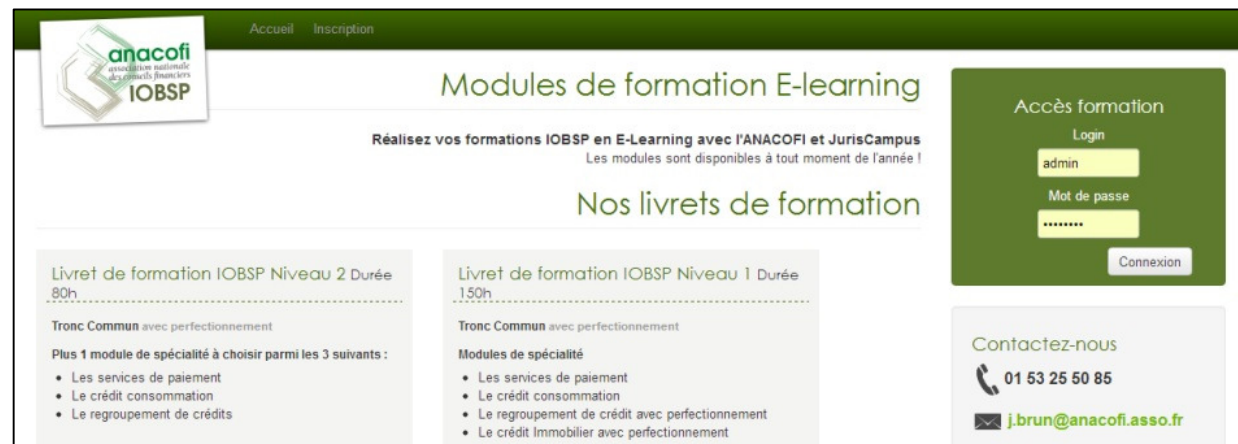 Accueil Inscription
anacofi
association nationale
des conseils financiers
IOBSP
Modules de formation E-learning
Réalisez vos formations IOBSP en E-Learning avec l'ANACOFI et JurisCampus
Les modules sont disponibles à tout moment de l'année !
Nos livrets de formation
Livret de formation IOBSP Niveau 2 Durée
80h
Tronc Commun avec perfectionnement
Plus 1 module de spécialité à choisir parmi les 3 suivants :
• Les services de paiement
• Le crédit consommation
• Le regroupement de crédits
Livret de formation IOBSP Niveau 1 Durée
150h
Tronc Commun avec perfectionnement
Modules de spécialité
• Les services de paiement
• Le crédit consommation
• Le regroupement de crédit avec perfectionnement
• Le crédit Immobilier avec perfectionnement
Accès formation
Login
admin
Mot de passe
••••••••
Connexion
Contactez-nous
01 53 25 50 85
j.brun@anacofi.asso.fr